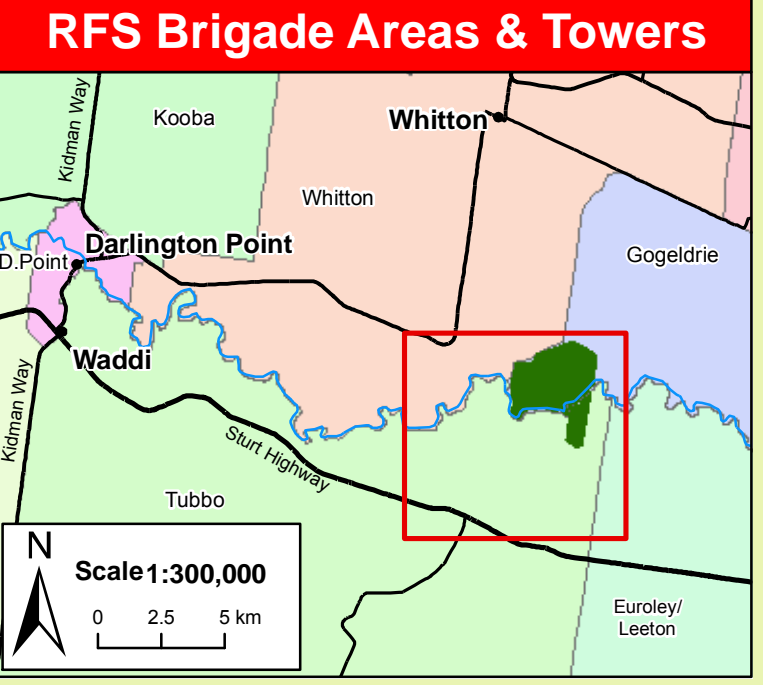 RFS Brigade Areas & Towers
Kidman Way
Kooba
Whitton
Whitton
Gogeldrie
Darlington Point
D.Point
Waddi
Kidman Way
Sturt Highway
Tubbo
N
Scale 1:300,000
0 2.5 5 km
Euroley/
Leeton